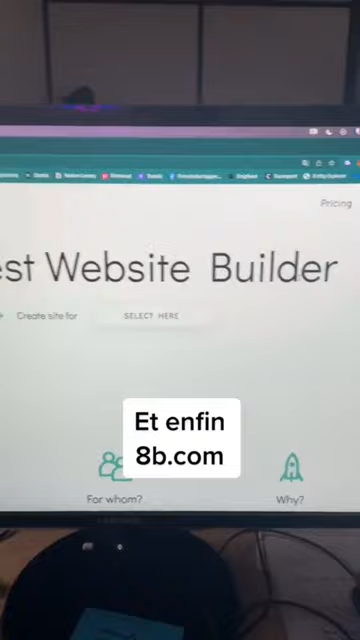 Pricing
est Website Builder
Create site for SELECT HERE
Et enfin
8b.com
For whom?
Why?